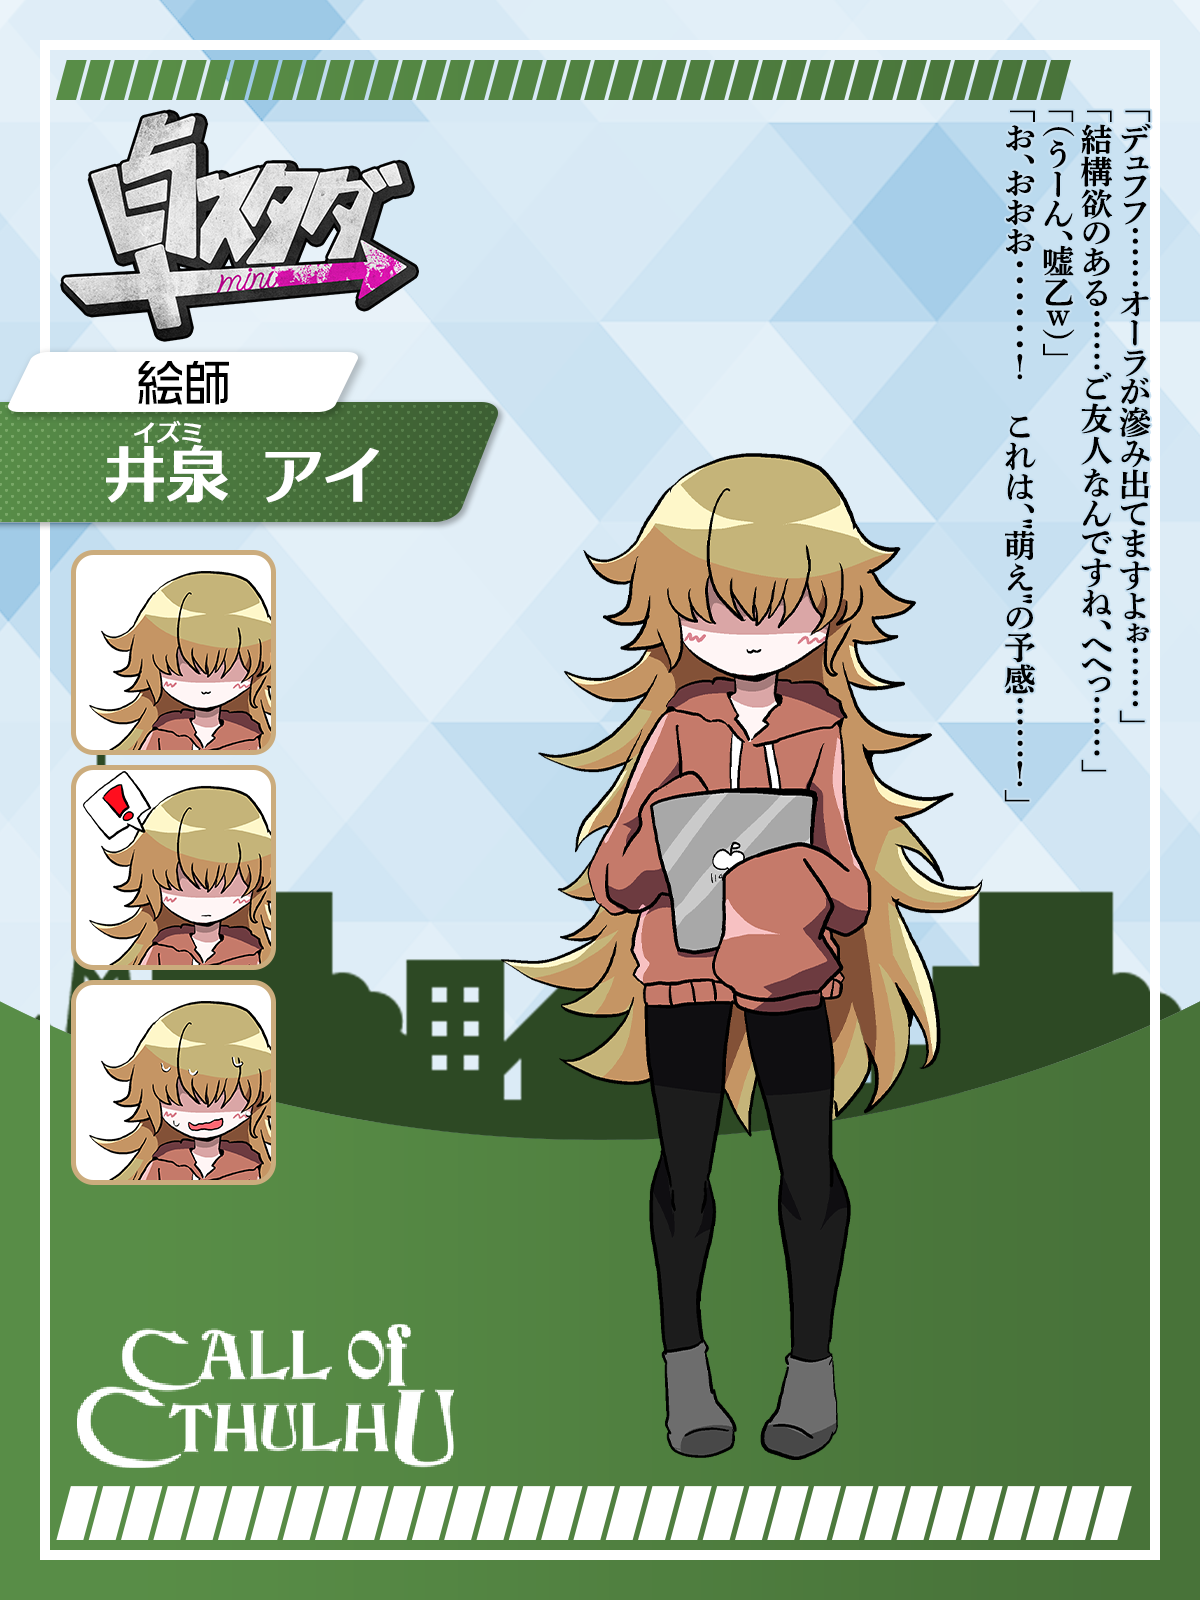 卓スタダ
mini
絵師
イズミ
井泉 アイ
「デュフフ……オーラが滲み出てますよぉ……」
「結構欲のある……ご友人なんですね、へへっ……」
「(うーん、嘘乙w)」
「お、おおお……！　これは、"萌え"の予感……！」
CALL Of
CTHULHU